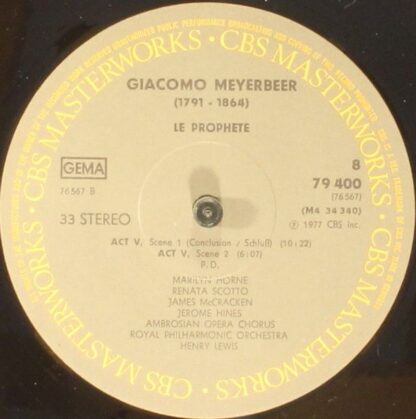 CBS MASTERWORKS · CBS MASTERWORKS · CBS MASTERWORKS · CBS MASTERWORKS ·
GIACOMO MEYERBEER
(1791 - 1864)
LE PROPHETE
GEMA
76567 B
33 STEREO
8
79 400
(76567)
(M4 34340)
℗ 1977 CBS Inc.
ACT V, Scene 1 (Conclusion / Schluß) (10:22)
ACT V, Scene 2 (6:07)
P.D.
MARILYN HORNE
RENATA SCOTTO
JAMES McCRACKEN
JEROME HINES
AMBROSIAN OPERA CHORUS
ROYAL PHILHARMONIC ORCHESTRA
HENRY LEWIS